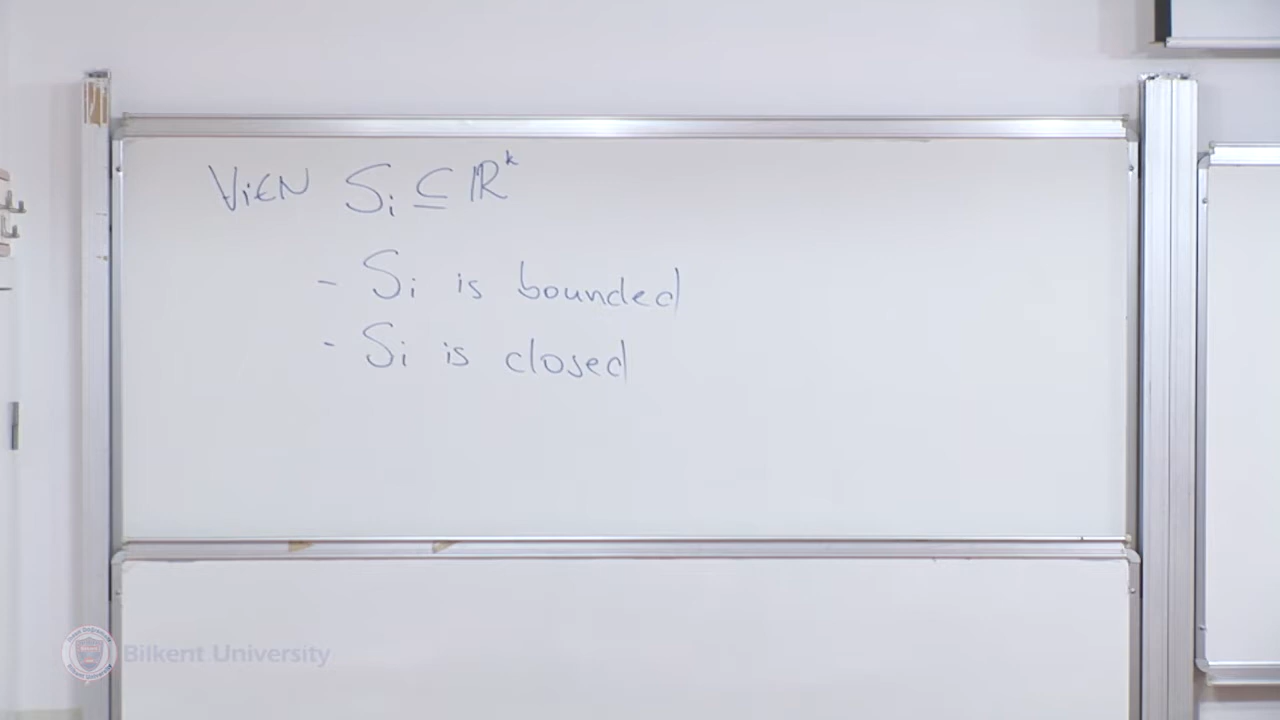 ∀i∈N Sᵢ ⊆ ℝᵏ
- Sᵢ is bounded
- Sᵢ is closed
Bilkent University